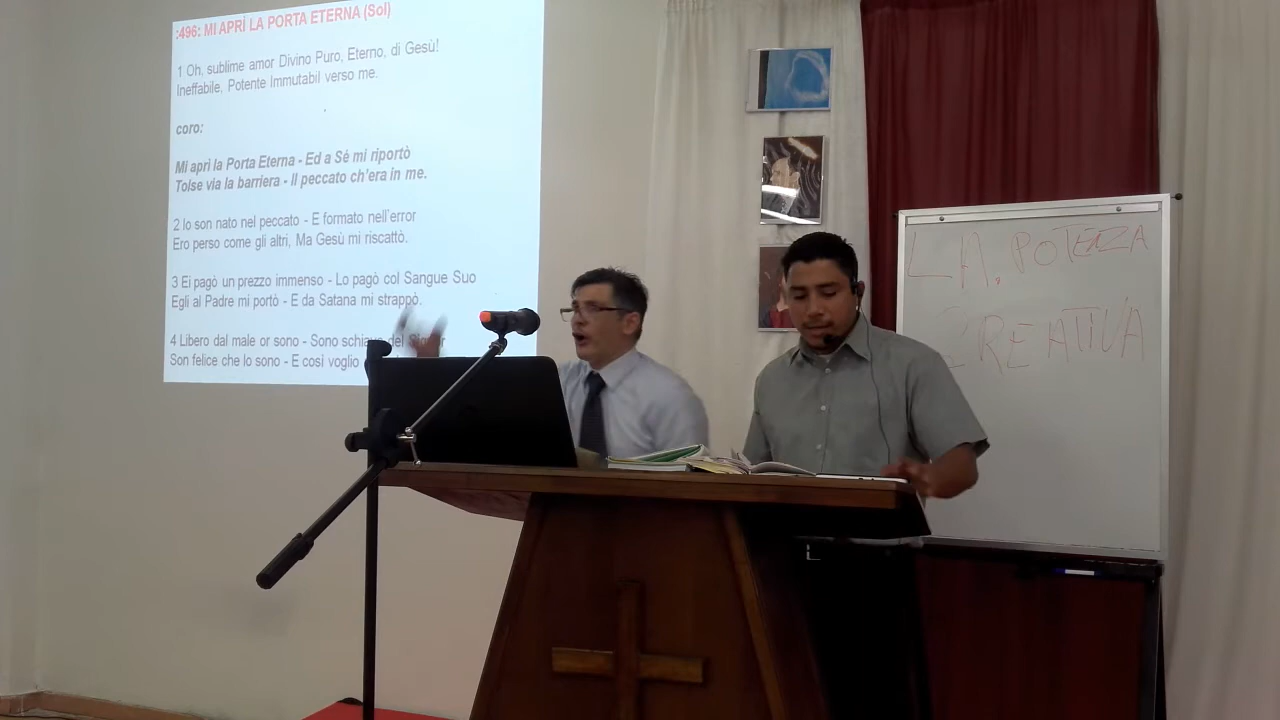 :496: MI APRÌ LA PORTA ETERNA (Sol)
1 Oh, sublime amor Divino Puro, Eterno, di Gesù!
Ineffabile, Potente Immutabil verso me.
coro:
Mi aprì la Porta Eterna - Ed a Sé mi riportò
Tolse via la barriera - Il peccato ch'era in me.
2 Io son nato nel peccato - E formato nell'error
Ero perso come gli altri, Ma Gesù mi riscattò.
3 Ei pagò un prezzo immenso - Lo pagò col Sangue Suo
Egli al Padre mi portò - E da Satana mi strappò.
4 Libero dal male or sono - Sono schiavo del Signor
Son felice che lo sono - E così voglio
LA POTENZA
CREATIVA